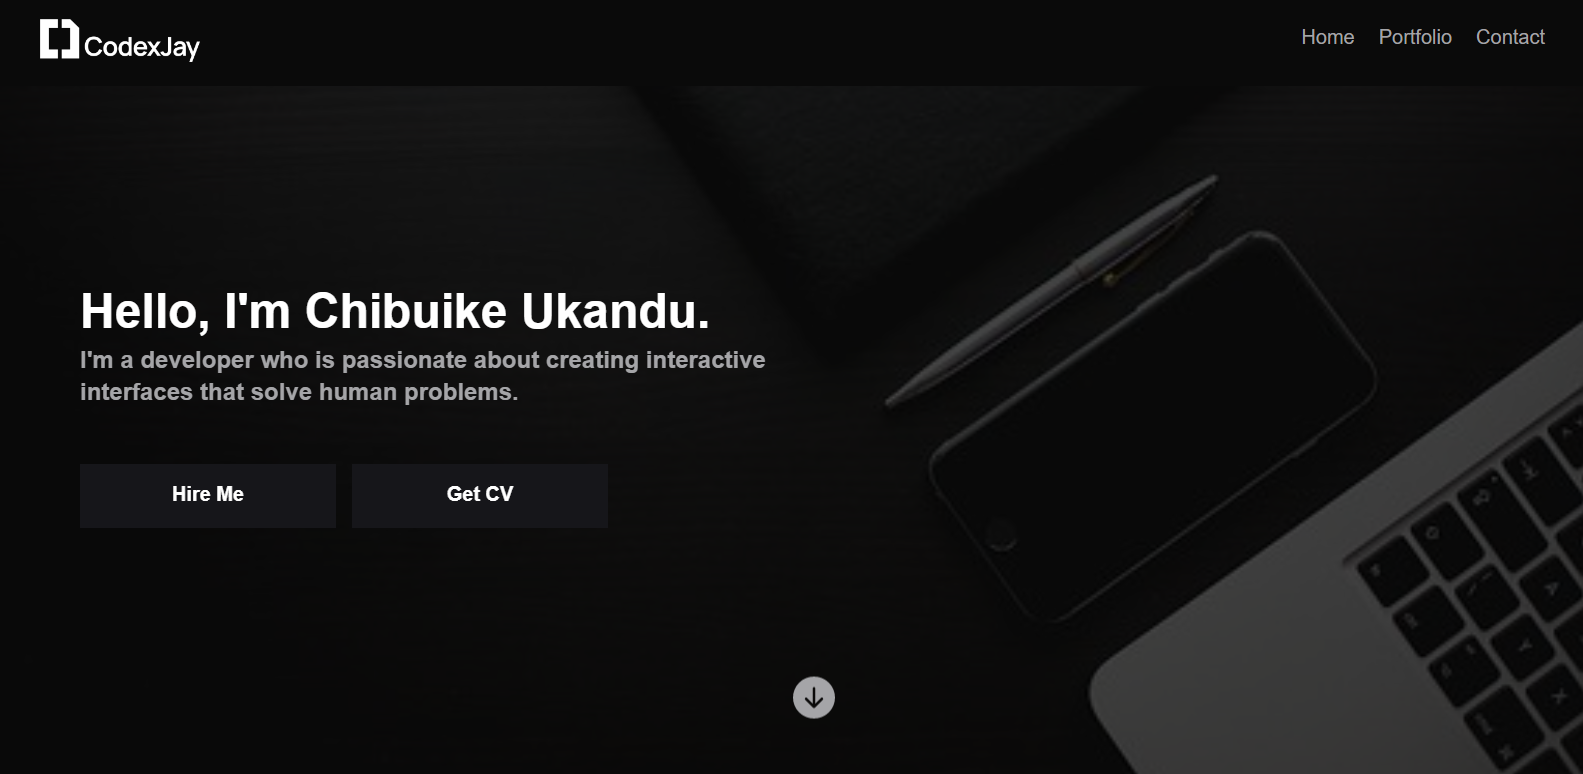 CodexJay
Home Portfolio Contact
Hello, I'm Chibuike Ukandu.
I'm a developer who is passionate about creating interactive
interfaces that solve human problems.
Hire Me Get CV